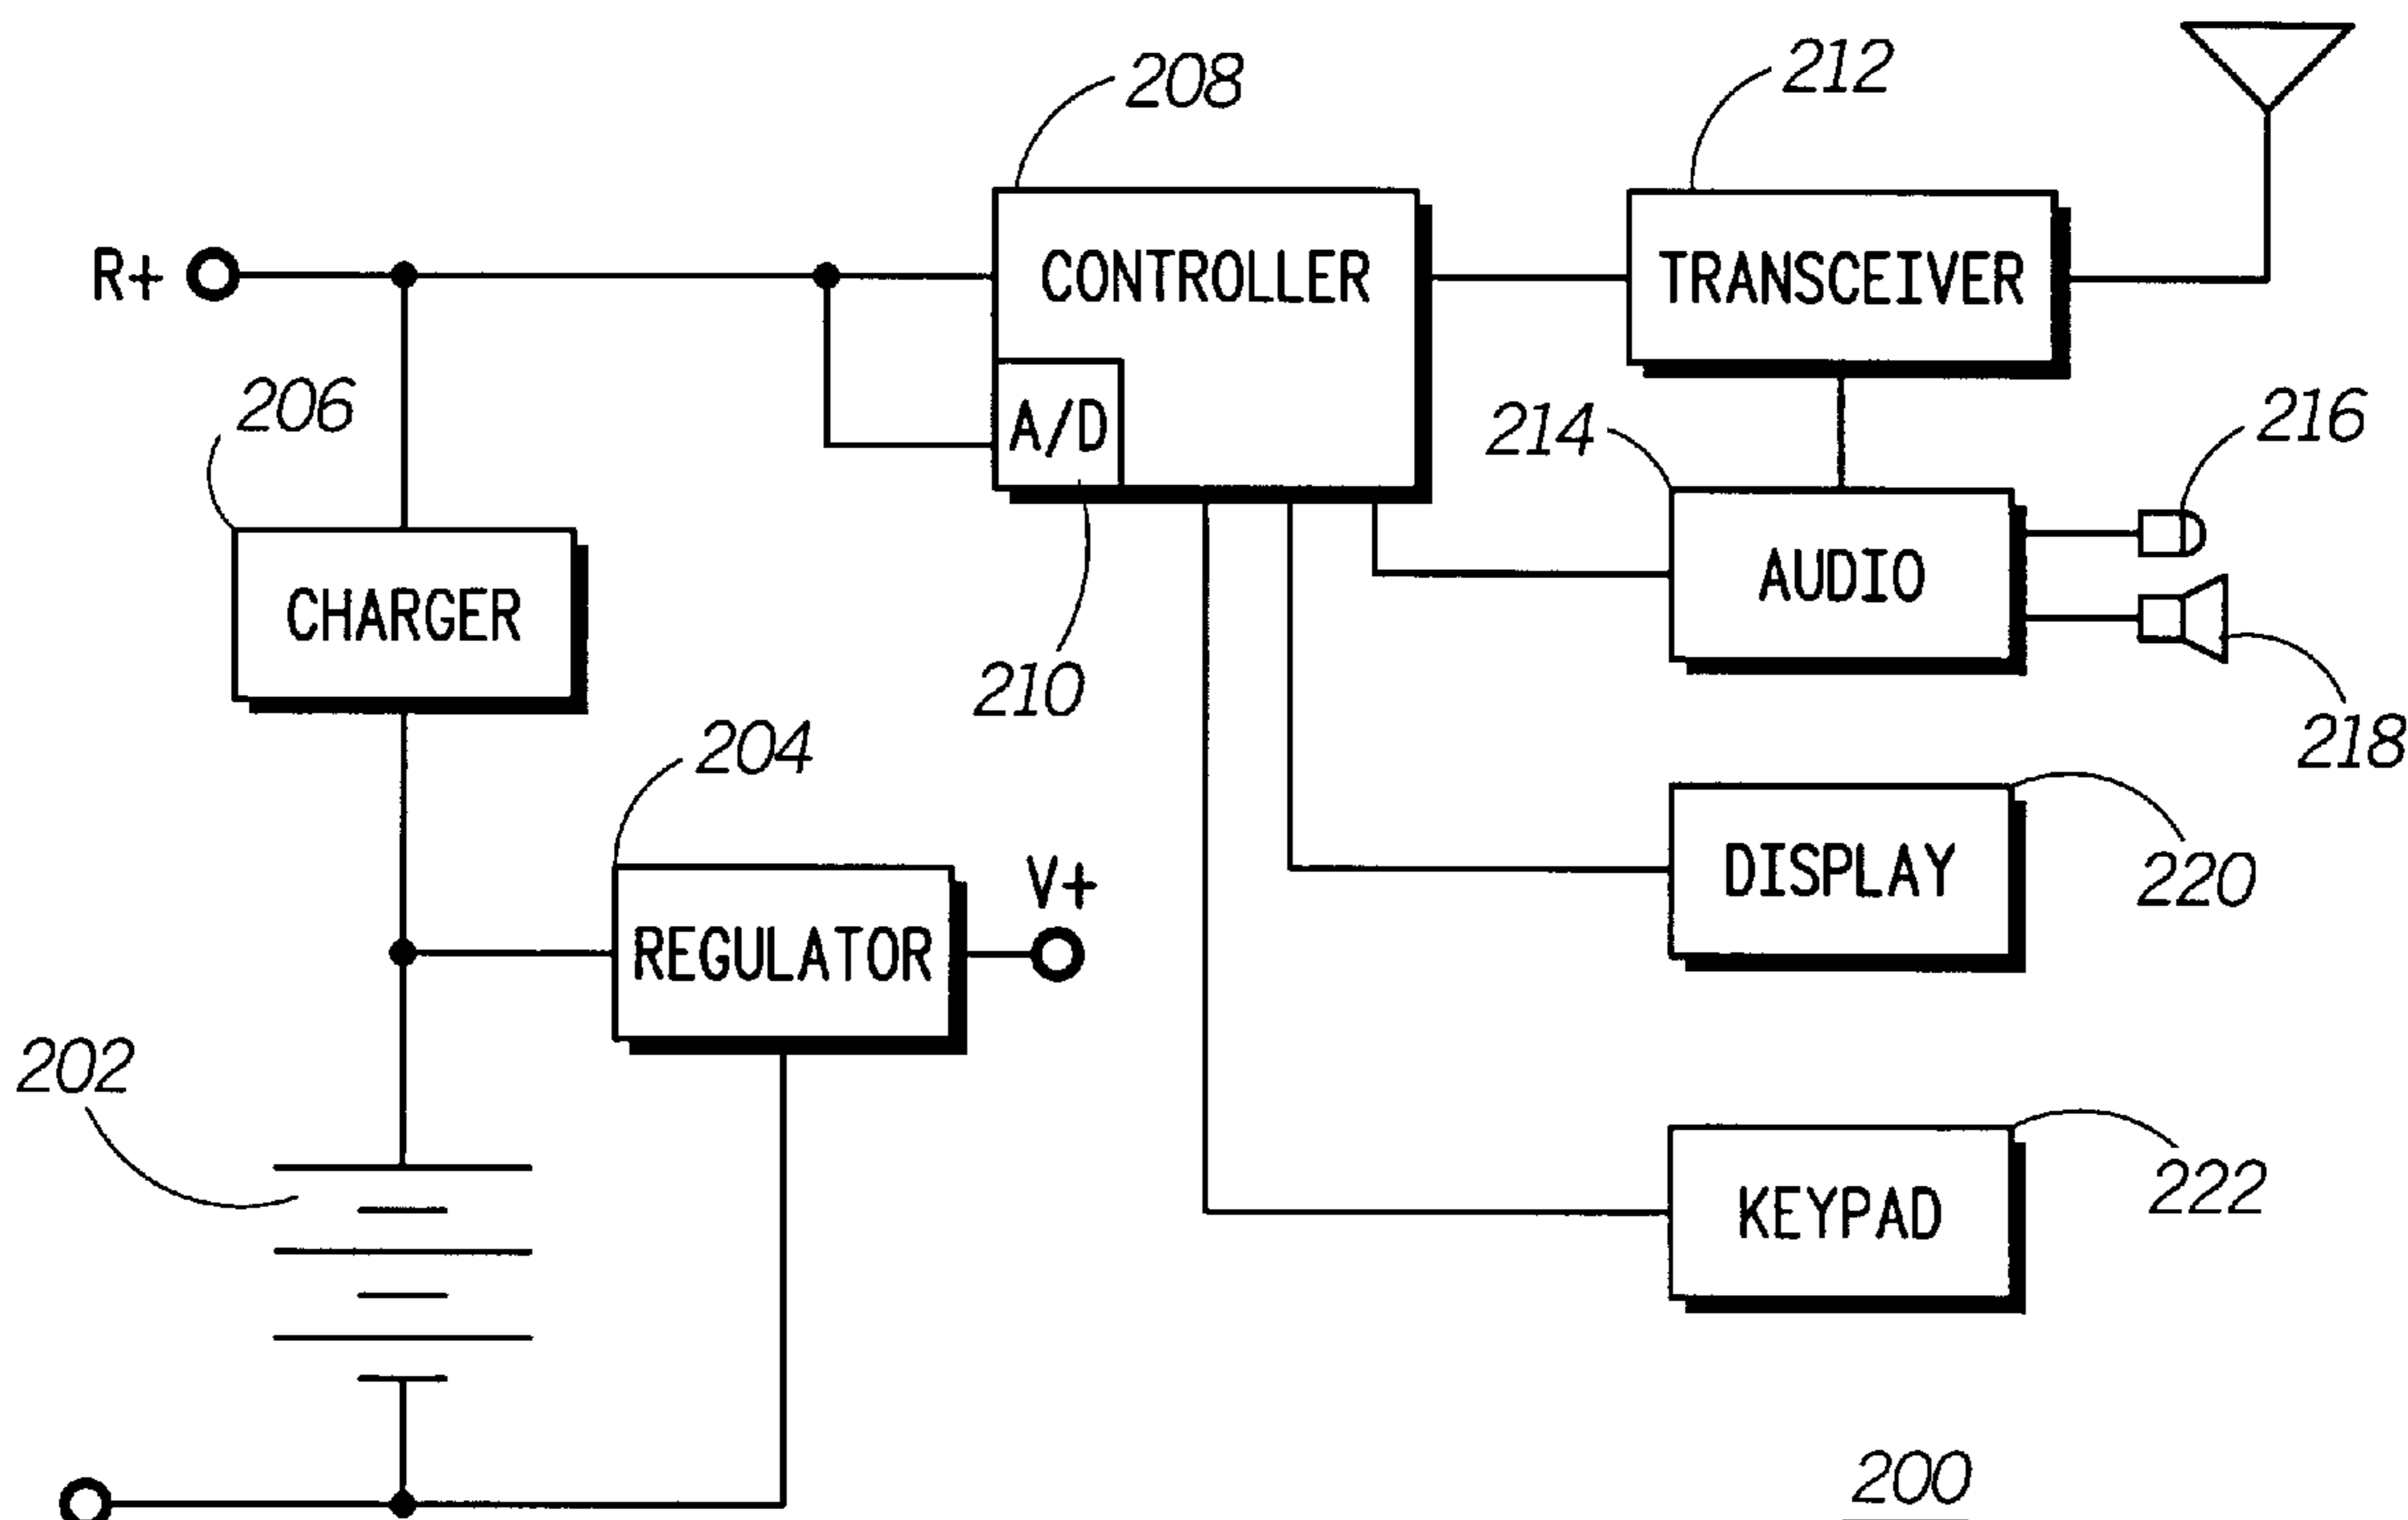 208
212
R+
CONTROLLER
TRANSCEIVER
206
A/D
214
216
CHARGER
AUDIO
210
218
204
DISPLAY
220
V+
REGULATOR
202
KEYPAD
222
200